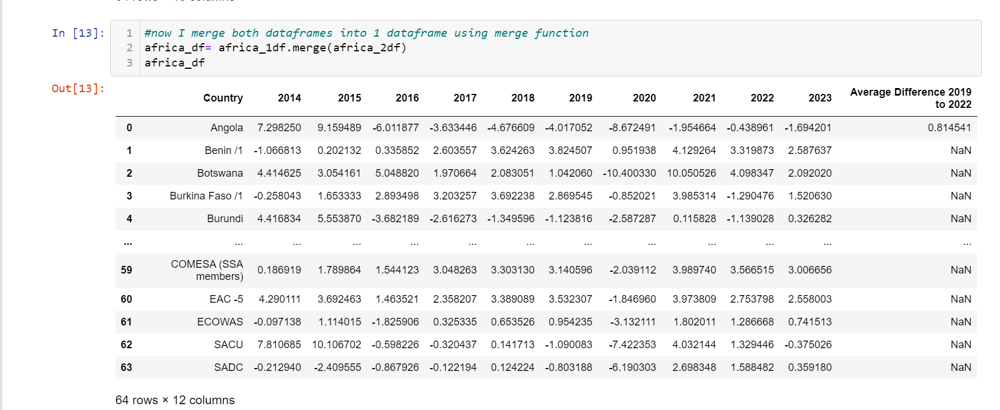 In [13]:
1 #now I merge both dataframes into 1 dataframe using merge function
2 africa_df= africa_1df.merge(africa_2df)
3 africa_df
Out[13]:
Country 2014 2015 2016 2017 2018 2019 2020 2021 2022 2023 Average Difference 2019
to 2022
0 Angola 7.298250 9.159489 -6.011877 -3.633446 -4.676609 -4.017052 -8.672491 -1.954664 -0.438961 -1.694201 0.814541
1 Benin /1 -1.066813 0.202132 0.335852 2.603557 3.624263 3.824507 0.951938 4.129264 3.319873 2.587637 NaN
2 Botswana 4.414625 3.054161 5.048820 1.970664 2.083051 1.042060 -10.400330 10.050526 4.098347 2.092020 NaN
3 Burkina Faso /1 -0.258043 1.653333 2.893498 3.203257 3.692238 2.869545 -0.852021 3.985314 -1.290476 1.520630 NaN
4 Burundi 4.416834 5.553870 -3.682189 -2.616273 -1.349596 -1.123816 -2.587287 0.115828 -1.139028 0.326282 NaN
... ... ... ... ... ... ... ... ... ... ... ... ...
59 COMESA (SSA
members) 0.186919 1.789864 1.544123 3.048263 3.303130 3.140596 -2.039112 3.989740 3.566515 3.006656 NaN
60 EAC -5 4.290111 3.692463 1.463521 2.358207 3.389089 3.532307 -1.846960 3.973809 2.753798 2.558003 NaN
61 ECOWAS -0.097138 1.114015 -1.825906 0.325335 0.653526 0.954235 -3.132111 1.802011 1.286668 0.741513 NaN
62 SACU 7.810685 10.106702 -0.598226 -0.320437 0.141713 -1.090083 -7.422353 4.032144 1.329446 -0.375026 NaN
63 SADC -0.212940 -2.409555 -0.867926 -0.122194 0.124224 -0.803188 -6.190303 2.698348 1.588482 0.359180 NaN
64 rows × 12 columns